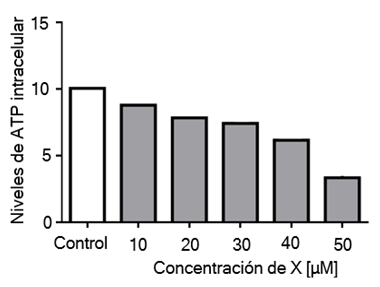 Niveles de ATP intracelular
15
10
5
0
Control 10 20 30 40 50
Concentración de X [µM]